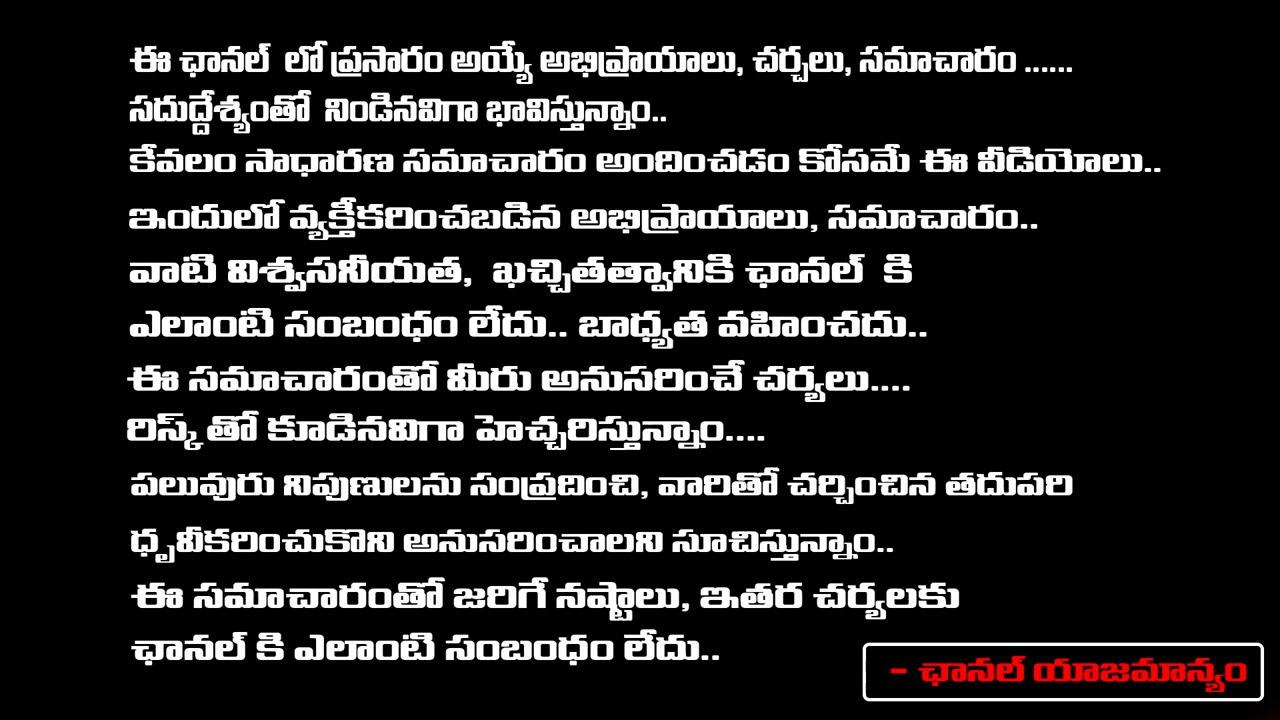 ఈ ఛానల్ లో ప్రసారం అయ్యే అభిప్రాయాలు, చర్చలు, సమాచారం ......
సదుద్దేశ్యంతో నిండినవిగా భావిస్తున్నాం..
కేవలం సాధారణ సమాచారం అందించడం కోసమే ఈ వీడియోలు..
ఇందులో వ్యక్తీకరించబడిన అభిప్రాయాలు, సమాచారం..
వాటి విశ్వసనీయత, ఖచ్చితత్వానికి ఛానల్ కి
ఎలాంటి సంబంధం లేదు.. బాధ్యత వహించదు..
ఈ సమాచారంతో మీరు అనుసరించే చర్యలు....
రిస్క్ తో కూడినవిగా హెచ్చరిస్తున్నాం....
పలువురు నిపుణులను సంప్రదించి, వారితో చర్చించిన తదుపరి
ధృవీకరించుకొని అనుసరించాలని సూచిస్తున్నాం..
ఈ సమాచారంతో జరిగే నష్టాలు, ఇతర చర్యలకు
ఛానల్ కి ఎలాంటి సంబంధం లేదు..
- ఛానల్ యాజమాన్యం